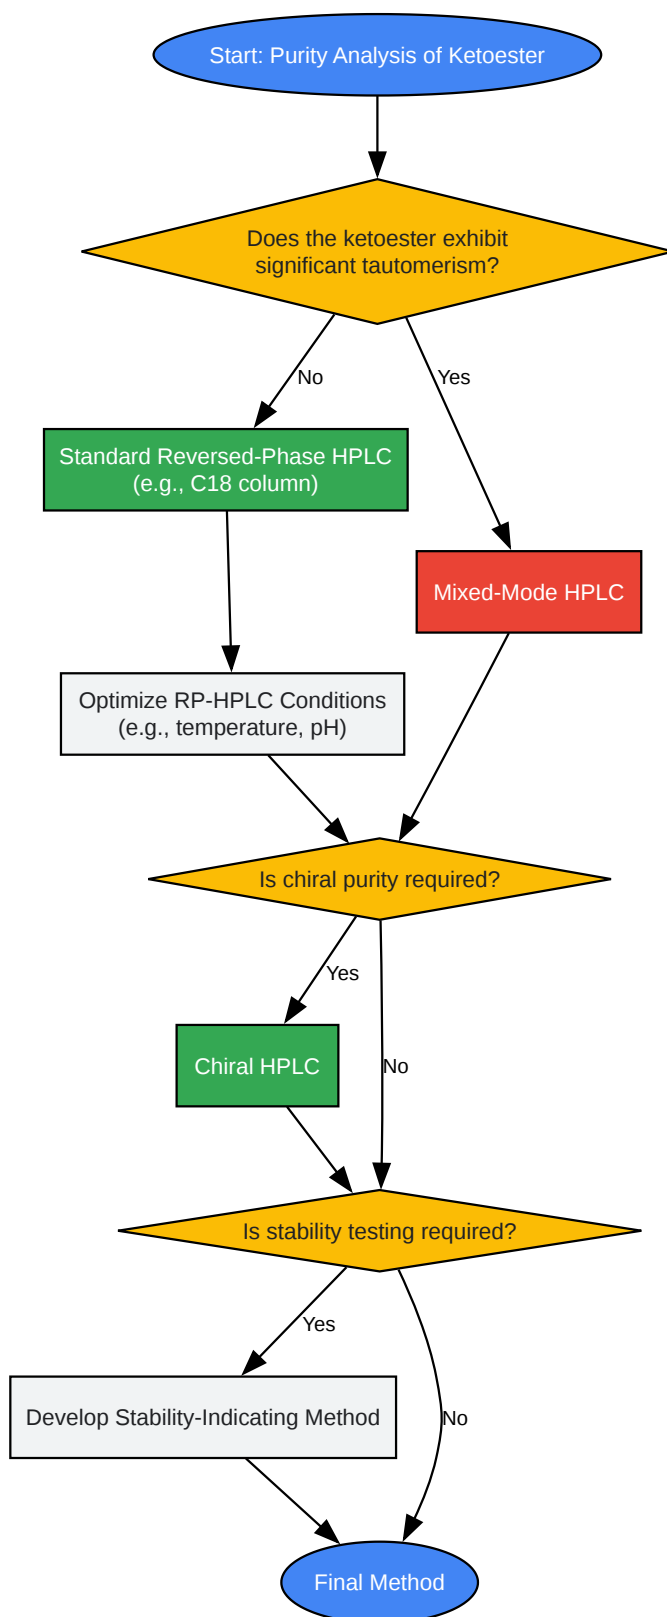 Start: Purity Analysis of Ketoester
Does the ketoester exhibit
significant tautomerism?
No
Yes
Standard Reversed-Phase HPLC
(e.g., C18 column)
Mixed-Mode HPLC
Optimize RP-HPLC Conditions
(e.g., temperature, pH)
Is chiral purity required?
Yes
Chiral HPLC
No
Is stability testing required?
Yes
Develop Stability-Indicating Method
No
Final Method